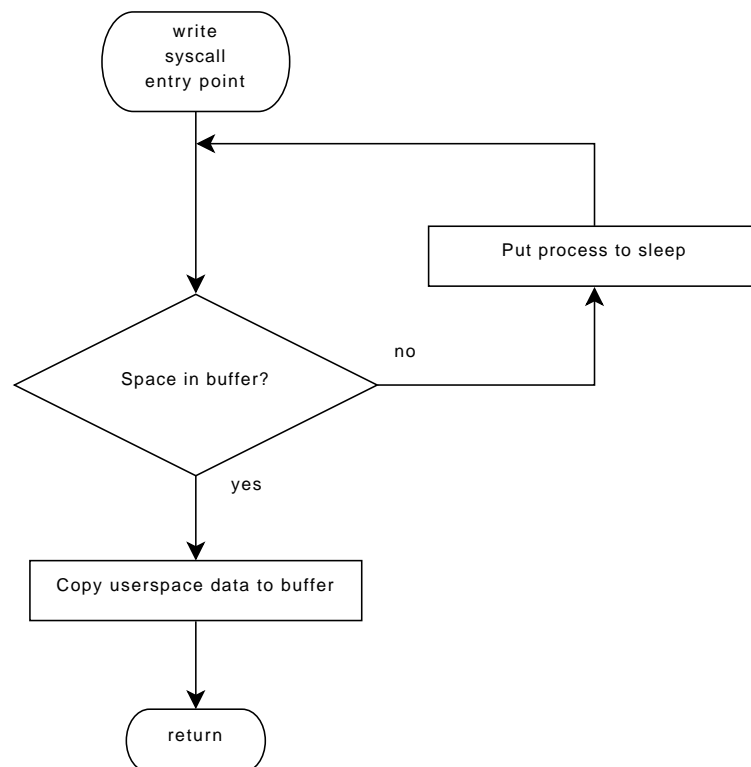 write
syscall
entry point
Put process to sleep
no
Space in buffer?
yes
Copy userspace data to buffer
return